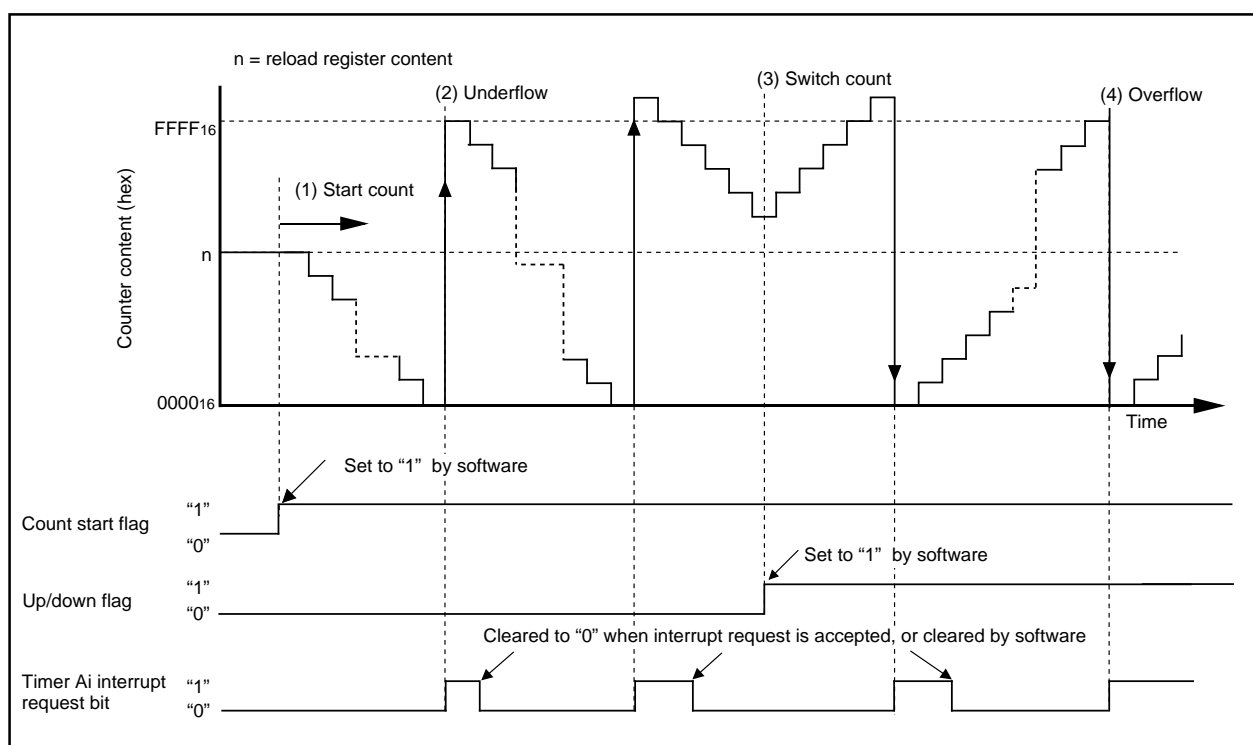 n = reload register content
(3) Switch count
(2) Underflow
(4) Overflow
FFFF16
(1) Start count
Counter content (hex)
n
000016
Time
Set to “1” by software
Count start flag
“1”
“0”
Set to “1” by software
Up/down flag
“1”
“0”
Cleared to “0” when interrupt request is accepted, or cleared by software
Timer Ai interrupt
request bit
“1”
“0”